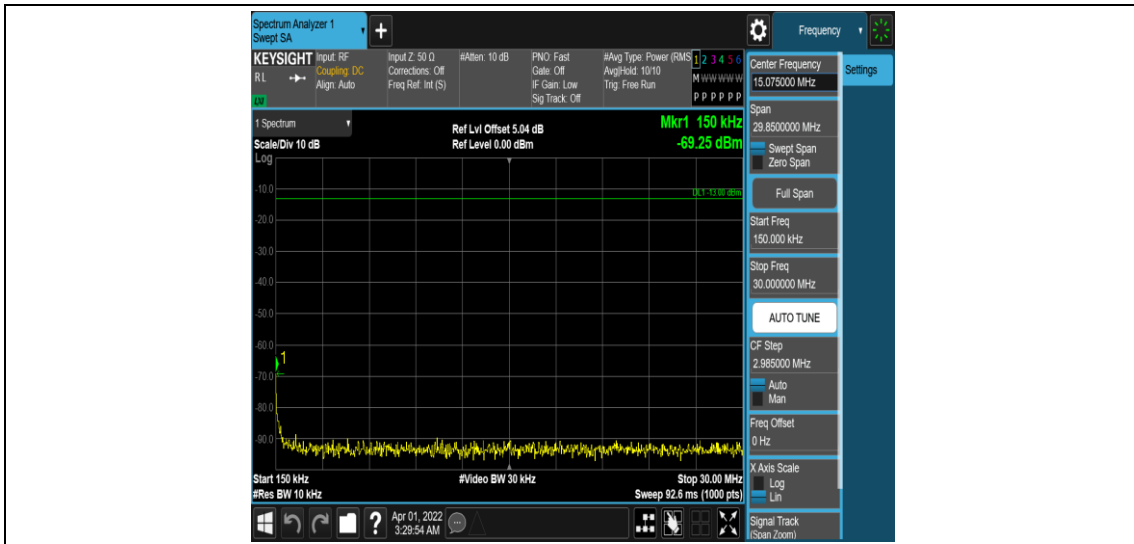 Spectrum Analyzer 1
Swept SA
+
Frequency
KEYSIGHT
RL
LXI
Input: RF
Coupling: DC
Align: Auto
Input Z: 50 Ω
Corrections: Off
Freq Ref: Int (S)
#Atten: 10 dB
PNO: Fast
Gate: Off
IF Gain: Low
Sig Track: Off
#Avg Type: Power (RMS
Avg|Hold: 10/10
Trig: Free Run
1 2 3 4 5 6
M W W W W W
P P P P P P
1 Spectrum
Scale/Div 10 dB
Log
Ref Lvl Offset 5.04 dB
Ref Level 0.00 dBm
Mkr1 150 kHz
-69.25 dBm
DL1 -13.00 dBm
-10.0
-20.0
-30.0
-40.0
-50.0
-60.0
1
-70.0
-80.0
-90.0
Start 150 kHz
#Res BW 10 kHz
#Video BW 30 kHz
Stop 30.00 MHz
Sweep 92.6 ms (1000 pts)
?
Apr 01, 2022
3:29:54 AM
Center Frequency
15.075000 MHz
Settings
Span
29.8500000 MHz
Swept Span
Zero Span
Full Span
Start Freq
150.000 kHz
Stop Freq
30.000000 MHz
AUTO TUNE
CF Step
2.985000 MHz
Auto
Man
Freq Offset
0 Hz
X Axis Scale
Log
Lin
Signal Track
(Span Zoom)